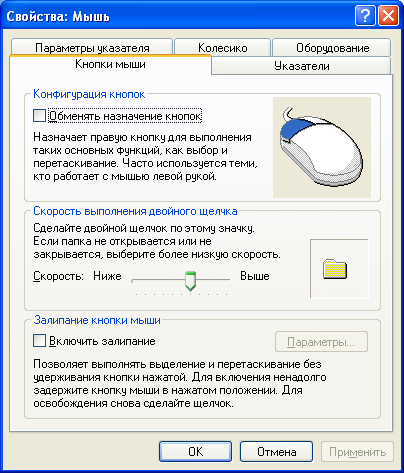 Свойства: Мышь
Параметры указателя
Колесико
Оборудование
Кнопки мыши
Указатели
Конфигурация кнопок
Обменять назначение кнопок
Назначает правую кнопку для выполнения
таких основных функций, как выбор и
перетаскивание. Часто используется теми,
кто работает с мышью левой рукой.
Скорость выполнения двойного щелчка
Сделайте двойной щелчок по этому значку.
Если папка не открывается или не
закрывается, выберите более низкую скорость.
Скорость: Ниже Выше
Залипание кнопки мыши
Включить залипание
Параметры...
Позволяет выполнять выделение и перетаскивание без
удерживания кнопки нажатой. Для включения ненадолго
задержите кнопку мыши в нажатом положении. Для
освобождения снова сделайте щелчок.
OK
Отмена
Применить